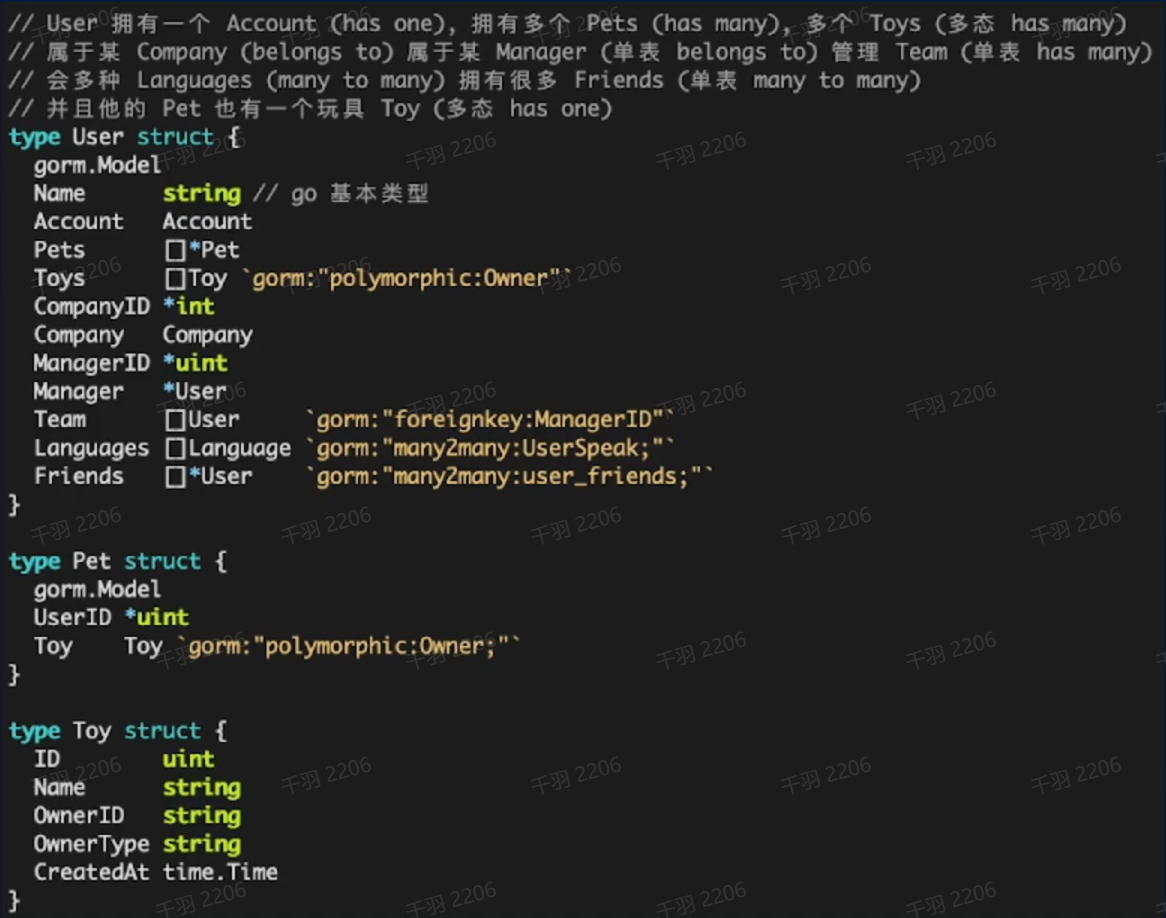 // User 拥有一个 Account (has one), 拥有多个 Pets (has many), 多个 Toys (多态 has many)
// 属于某 Company (belongs to) 属于某 Manager (单表 belongs to) 管理 Team (单表 has many)
// 会多种 Languages (many to many) 拥有很多 Friends (单表 many to many)
// 并且他的 Pet 也有一个玩具 Toy (多态 has one)
type User struct {
  gorm.Model
  Name      string // go 基本类型
  Account   Account
  Pets      []*Pet
  Toys      []Toy `gorm:"polymorphic:Owner"`
  CompanyID *int
  Company   Company
  ManagerID *uint
  Manager   *User
  Team      []User     `gorm:"foreignkey:ManagerID"`
  Languages []Language `gorm:"many2many:UserSpeak;"`
  Friends   []*User    `gorm:"many2many:user_friends;"`
}
type Pet struct {
  gorm.Model
  UserID *uint
  Toy    Toy `gorm:"polymorphic:Owner;"`
}
type Toy struct {
  ID        uint
  Name      string
  OwnerID   string
  OwnerType string
  CreatedAt time.Time
}
千羽 2206